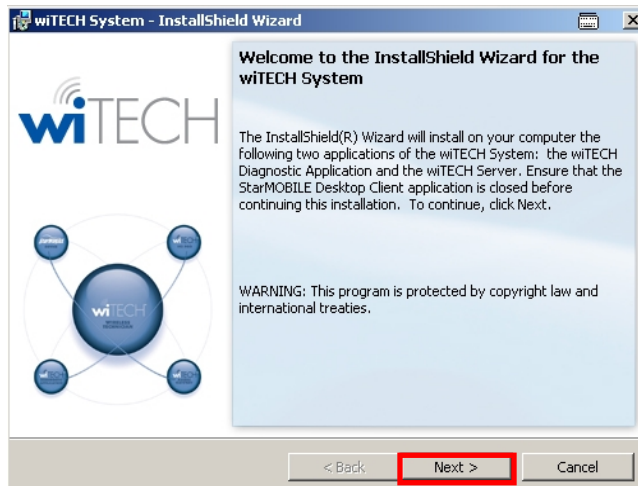 wiTECH System - InstallShield Wizard
Welcome to the InstallShield Wizard for the
wiTECH System
wiTECH
The InstallShield(R) Wizard will install on your computer the
following two applications of the wiTECH System: the wiTECH
Diagnostic Application and the wiTECH Server. Ensure that the
StarMOBILE Desktop Client application is closed before
continuing this installation. To continue, click Next.
wiTECH
WARNING: This program is protected by copyright law and
international treaties.
< Back
Next >
Cancel